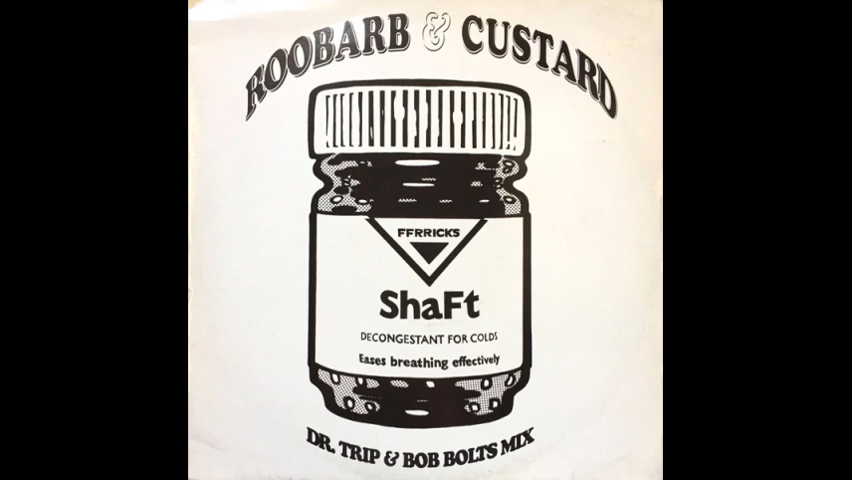 ROOBARB & CUSTARD
FFRRICKS
ShaFt
DECONGESTANT FOR COLDS
Eases breathing effectively
DR. TRIP & BOB BOLTS MIX